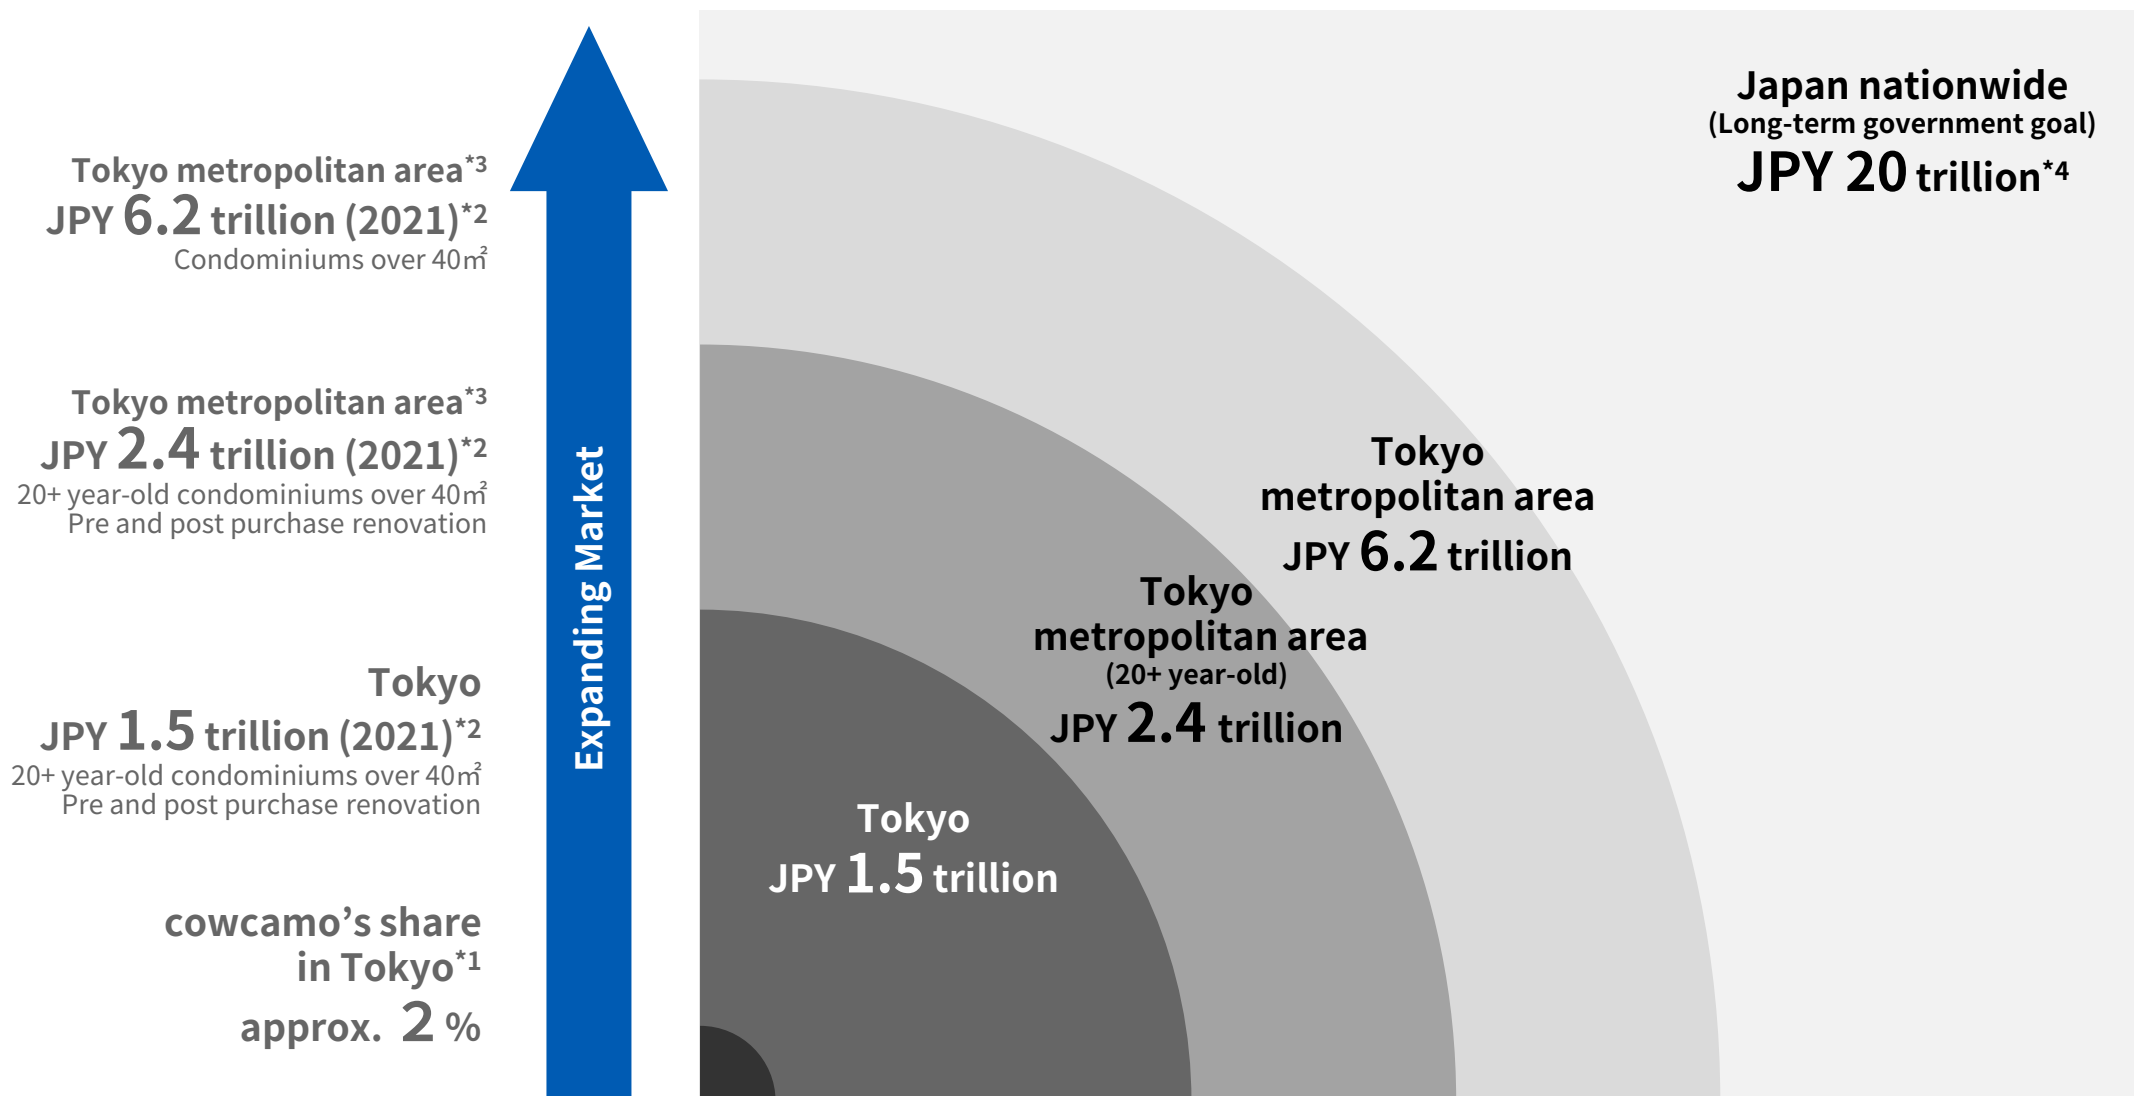 Tokyo metropolitan area*3
JPY 6.2 trillion (2021)*2
Condominiums over 40㎡
Tokyo metropolitan area*3
JPY 2.4 trillion (2021)*2
20+ year-old condominiums over 40㎡
Pre and post purchase renovation
Tokyo
JPY 1.5 trillion (2021)*2
20+ year-old condominiums over 40㎡
Pre and post purchase renovation
cowcamo’s share
in Tokyo*1
approx. 2 %
Expanding Market
Japan nationwide
(Long-term government goal)
JPY 20 trillion*4
Tokyo
metropolitan area
JPY 6.2 trillion
Tokyo
metropolitan area
(20+ year-old)
JPY 2.4 trillion
Tokyo
JPY 1.5 trillion